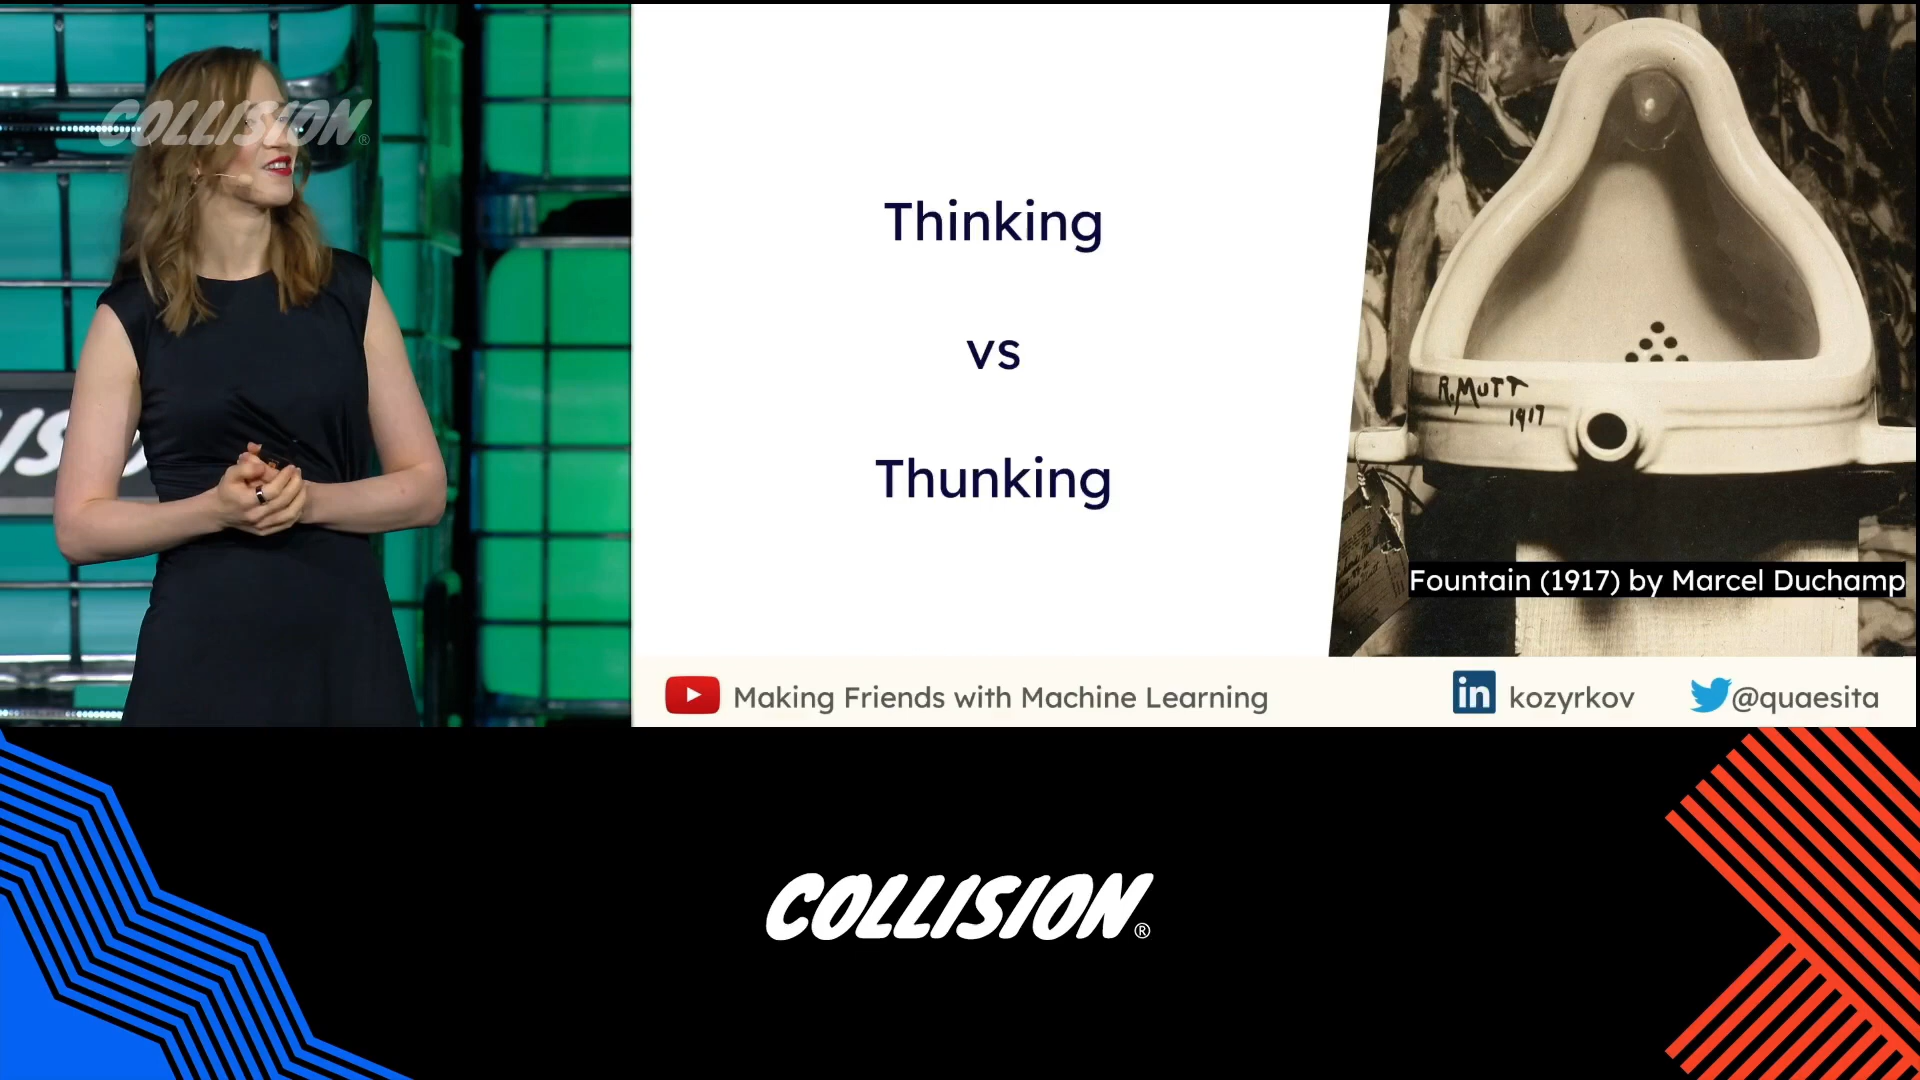 COLLISION®
Thinking
vs
Thunking
R.MUTT
1917
Fountain (1917) by Marcel Duchamp
Making Friends with Machine Learning
in kozyrkov
@quaesita
COLLISION®